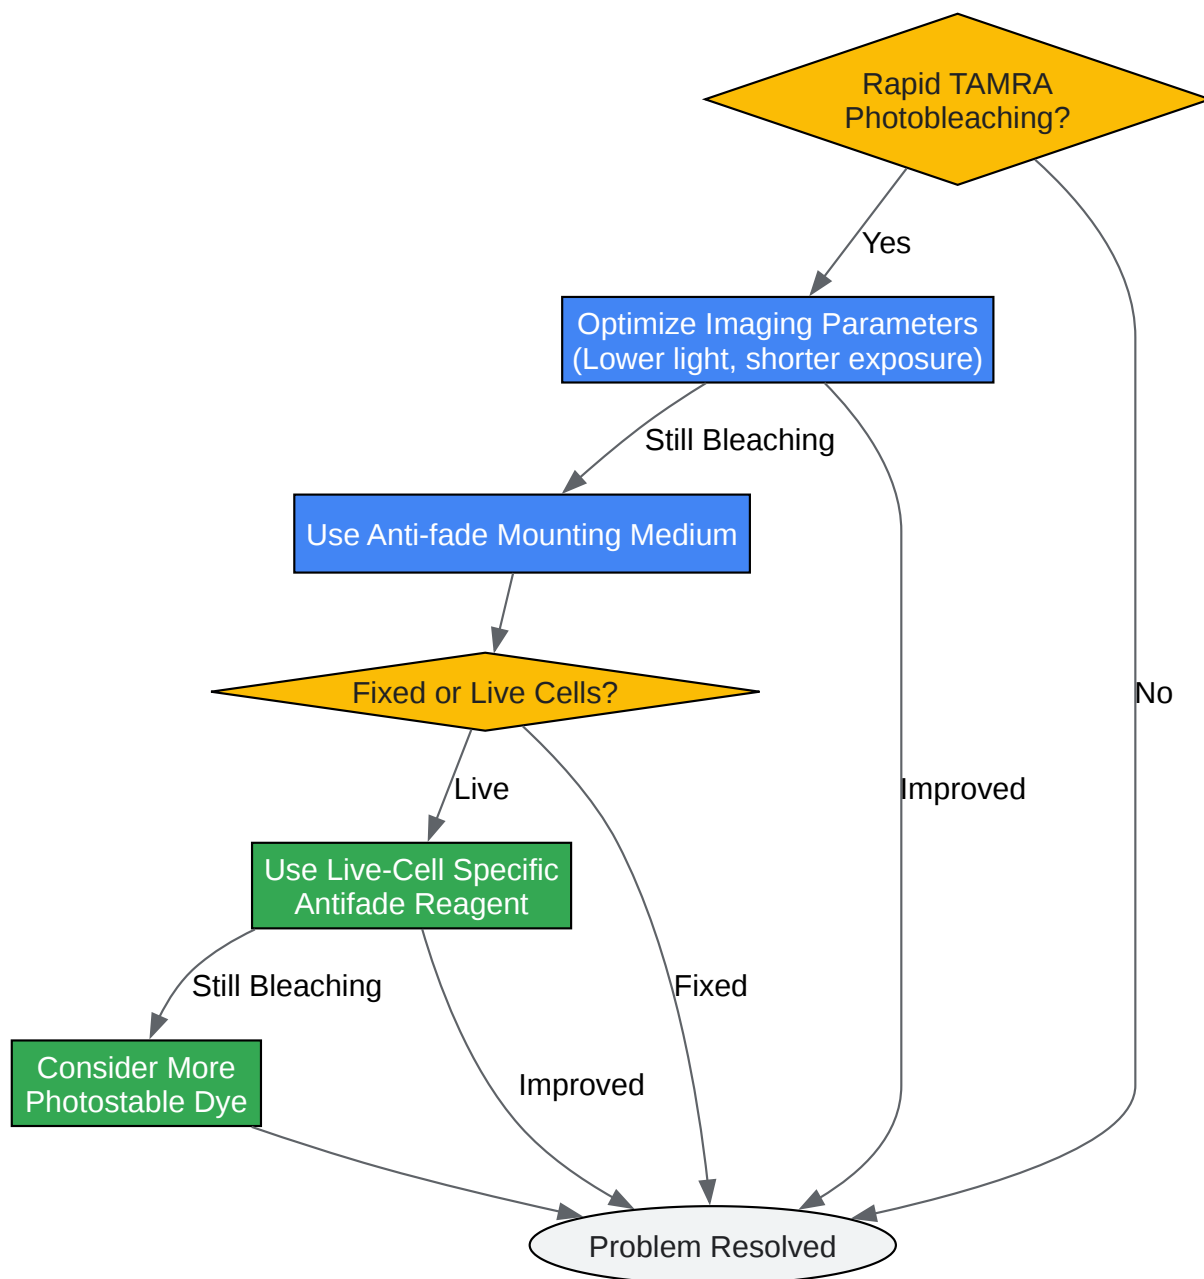 Rapid TAMRA
Photobleaching?
Yes
Optimize Imaging Parameters
(Lower light, shorter exposure)
Still Bleaching
Use Anti-fade Mounting Medium
Fixed or Live Cells?
No
Live
Improved
Use Live-Cell Specific
Antifade Reagent
Still Bleaching
Fixed
Consider More
Photostable Dye
Improved
Problem Resolved